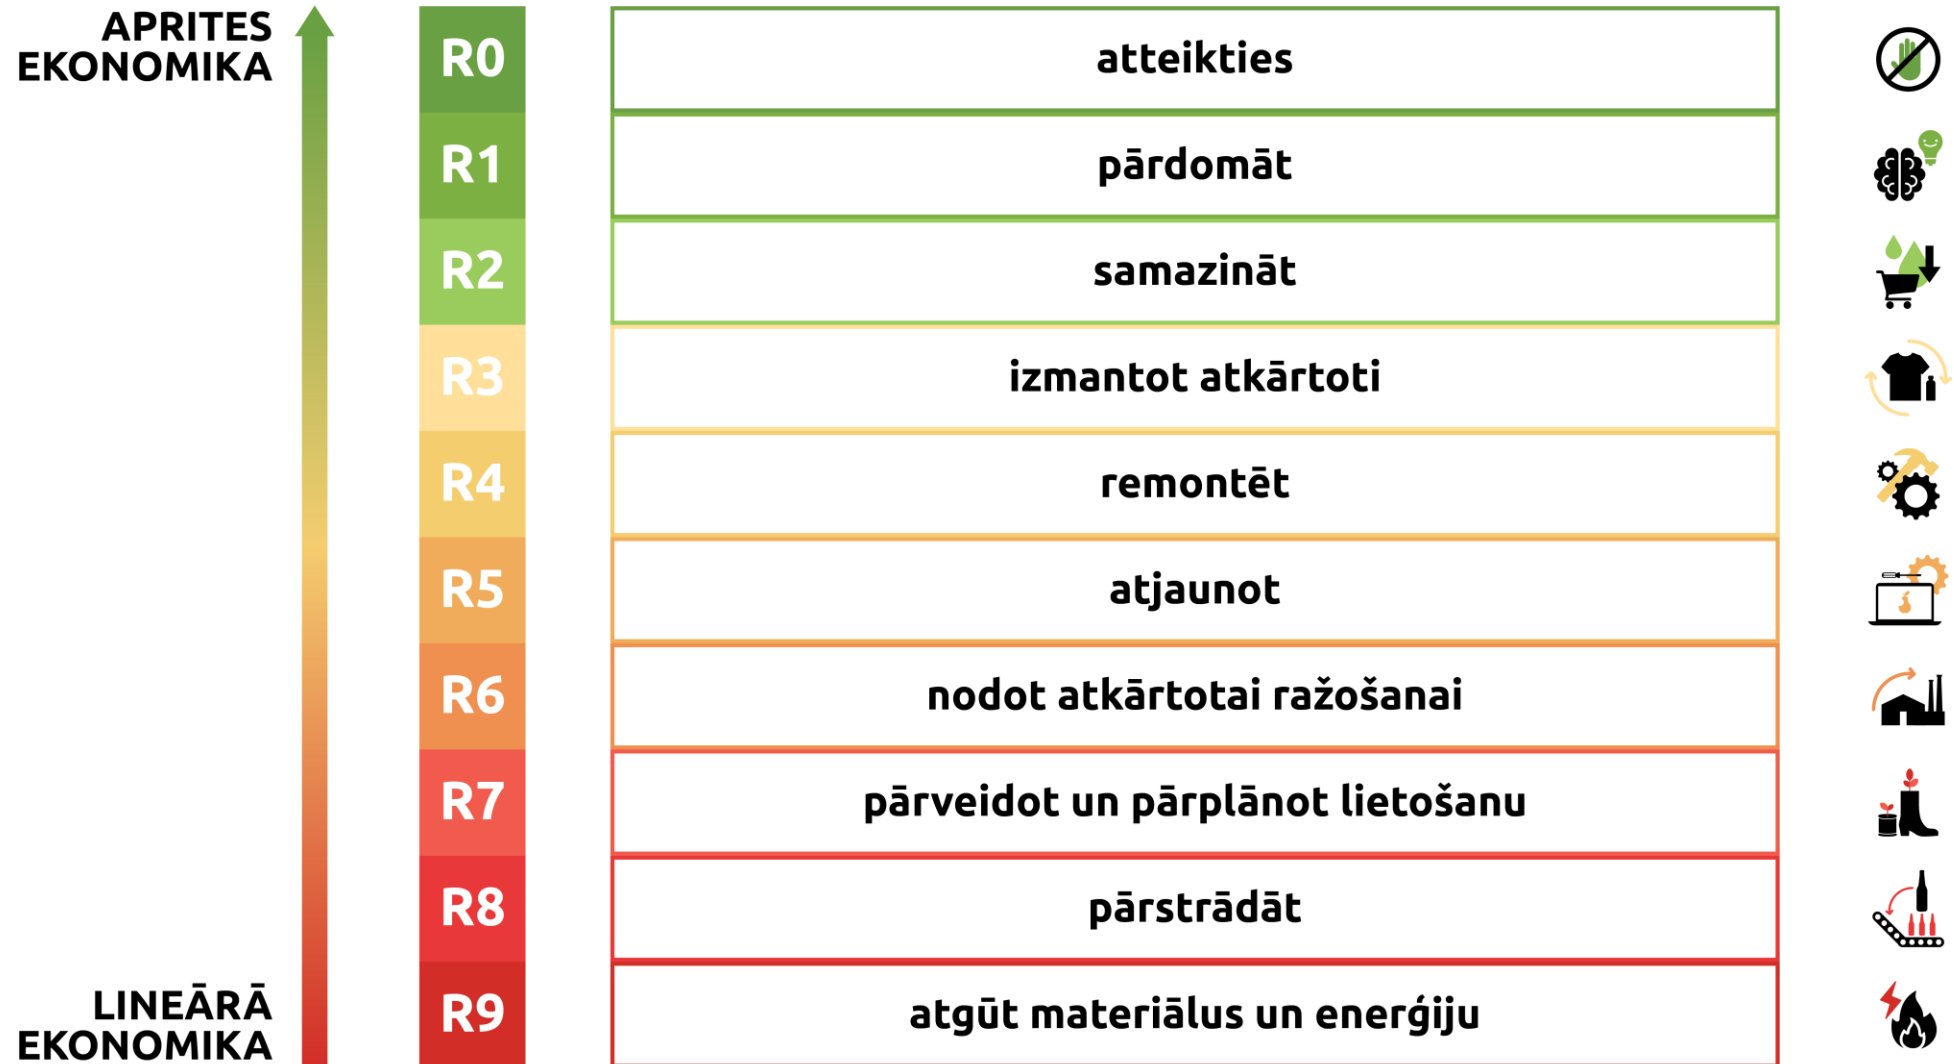 APRITES
EKONOMIKA
R0
atteikties
R1
pārdomāt
R2
samazināt
R3
izmantot atkārtoti
R4
remontēt
R5
atjaunot
R6
nodot atkārtotai ražošanai
R7
pārveidot un pārplānot lietošanu
R8
pārstrādāt
LINEĀRĀ
EKONOMIKA
R9
atgūt materiālus un enerģiju